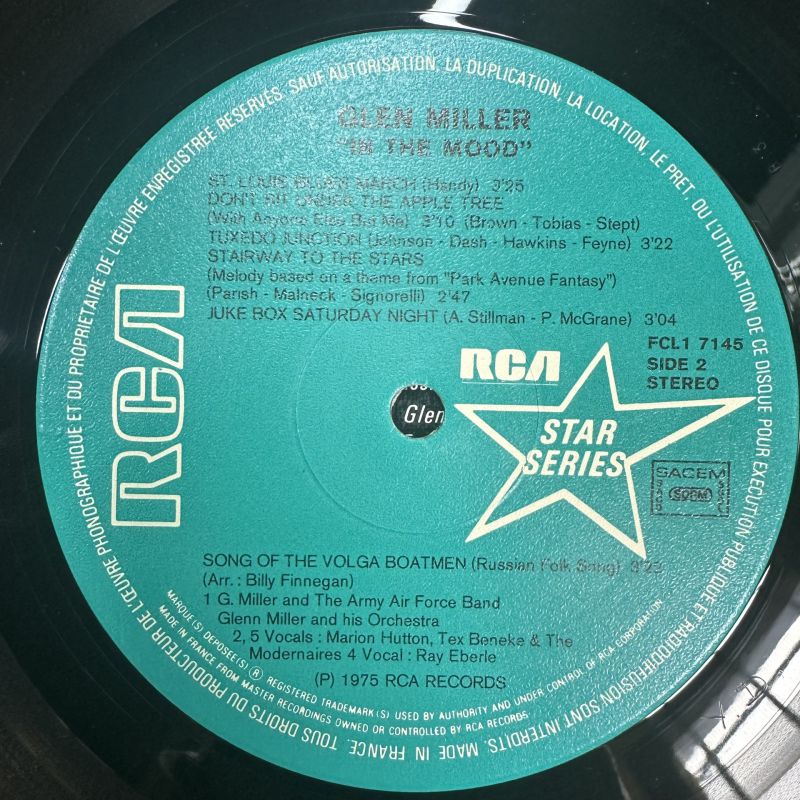 GLEN MILLER
"IN THE MOOD"
ST. LOUIS BLUES MARCH (Handy) 3'25
DON'T SIT UNDER THE APPLE TREE
(With Anyone Else But Me) 3'10 (Brown - Tobias - Stept)
TUXEDO JUNCTION (Johnson - Dash - Hawkins - Feyne) 3'22
STAIRWAY TO THE STARS
(Melody based on a theme from "Park Avenue Fantasy")
(Parish - Malneck - Signorelli) 2'47
JUKE BOX SATURDAY NIGHT (A. Stillman - P. McGrane) 3'04
FCL1 7145
SIDE 2
STEREO
RCA
RCA
STAR
SERIES
Glen
SACEM
SDRM
SONG OF THE VOLGA BOATMEN (Russian Folk Song)
(Arr. : Billy Finnegan)
1 G. Miller and The Army Air Force Band
Glenn Miller and his Orchestra
2, 5 Vocals : Marion Hutton, Tex Beneke & The
Modernaires 4 Vocal : Ray Eberle
(P) 1975 RCA RECORDS
TOUS DROITS DU PRODUCTEUR DE L'ŒUVRE PHONOGRAPHIQUE ET DU PROPRIETAIRE DE L'ŒUVRE ENREGISTRÉE RÉSERVÉS. SAUF AUTORISATION, LA DUPLICATION, LA LOCATION, LE PRET, OU L'UTILISATION DE CE DISQUE POUR EXECUTION PUBLIQUE ET RADIODIFFUSION SONT INTERDITS. MADE IN FRANCE.
MARQUE(S) DEPOSEE(S) ® REGISTERED TRADEMARK(S) USED BY AUTHORITY AND UNDER CONTROL OF RCA CORPORATION.
MADE IN FRANCE FROM MASTER RECORDINGS OWNED OR CONTROLLED BY RCA RECORDS.